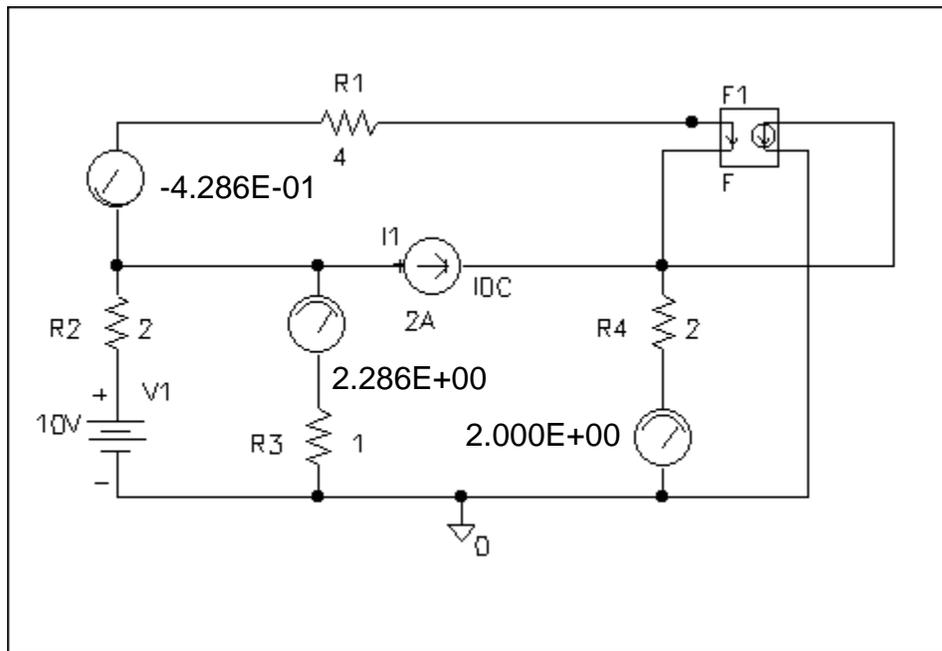 R1
F1
4
F
-4.286E-01
I1
IDC
2A
R2
2
R4
2
2.286E+00
+
V1
10V
-
R3
1
2.000E+00
0